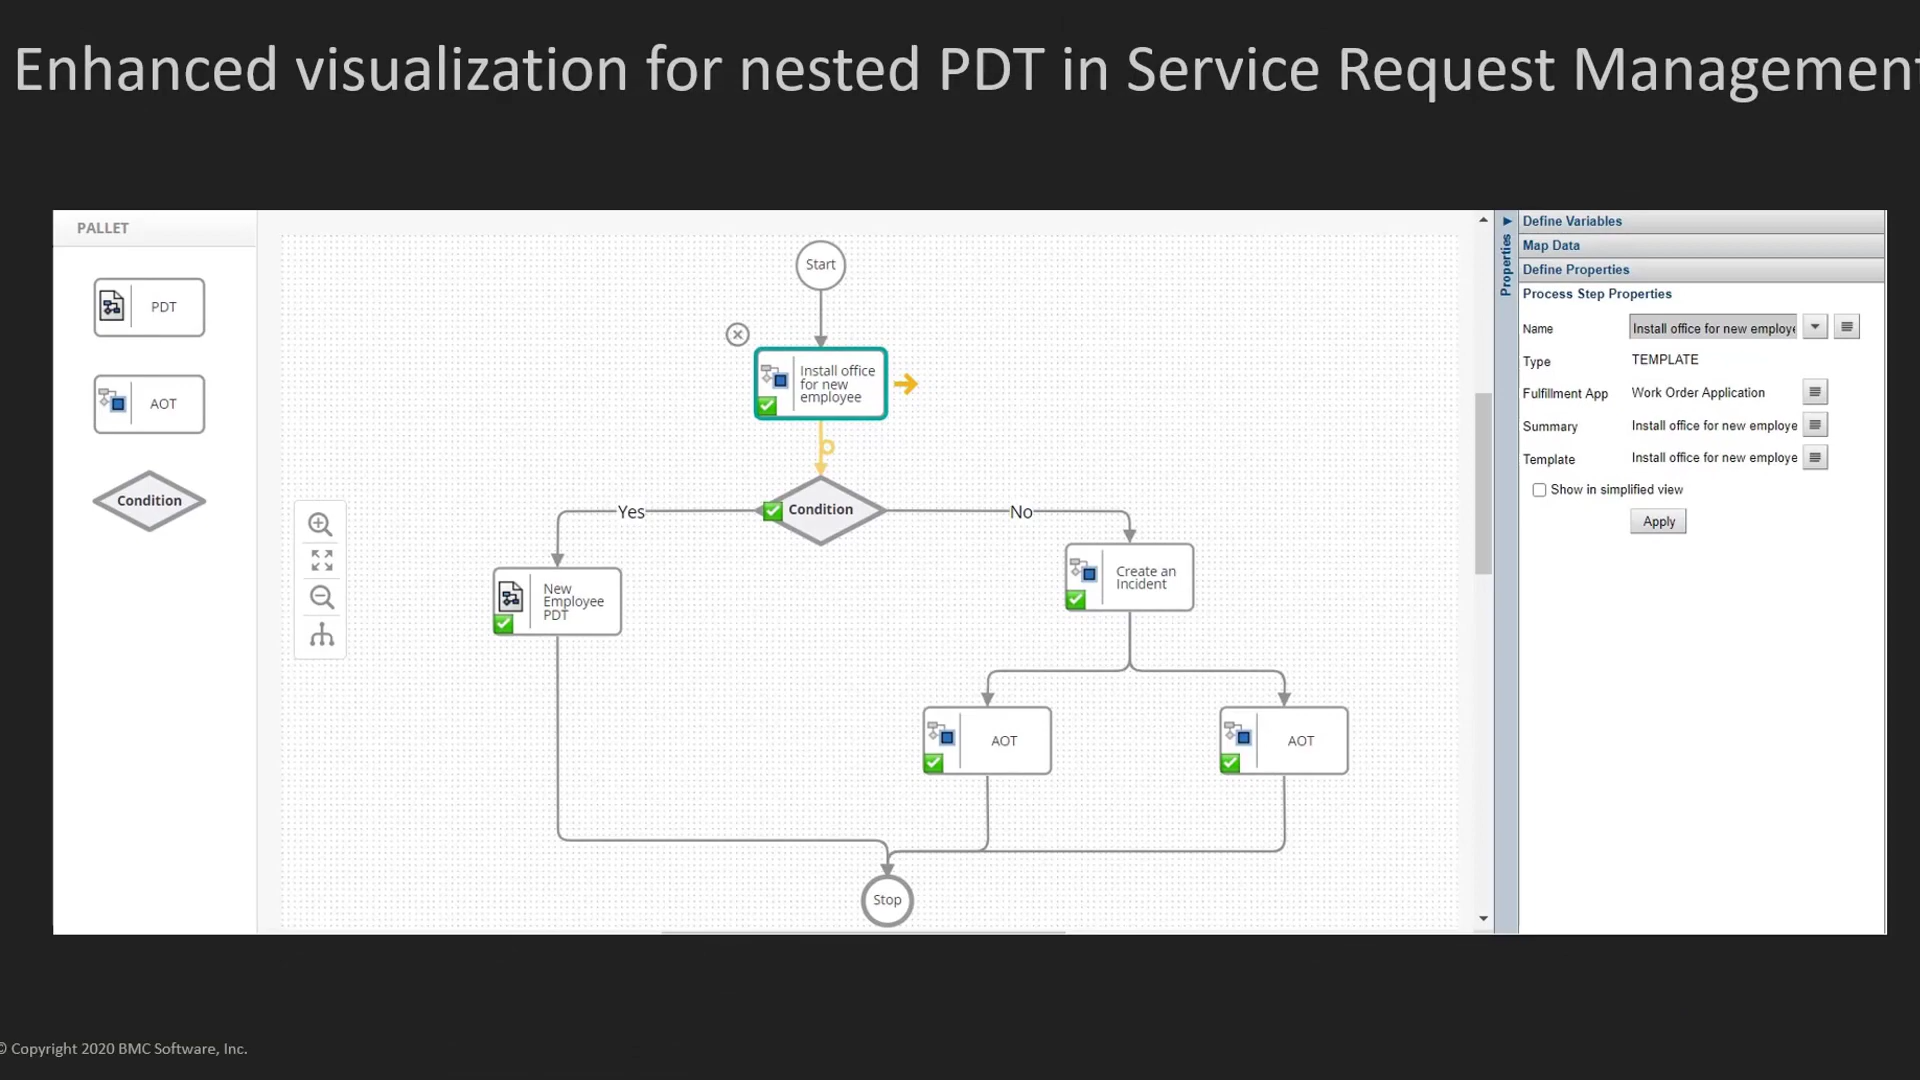 Enhanced visualization for nested PDT in Service Request Management
PALLET
PDT
AOT
Condition
Start
Install office
for new
employee
Condition
Yes
No
New
Employee
PDT
Create an
Incident
AOT
AOT
Stop
Properties
Define Variables
Map Data
Define Properties
Process Step Properties
Name Install office for new employe
Type TEMPLATE
Fulfillment App Work Order Application
Summary Install office for new employe
Template Install office for new employe
Show in simplified view
Apply
© Copyright 2020 BMC Software, Inc.